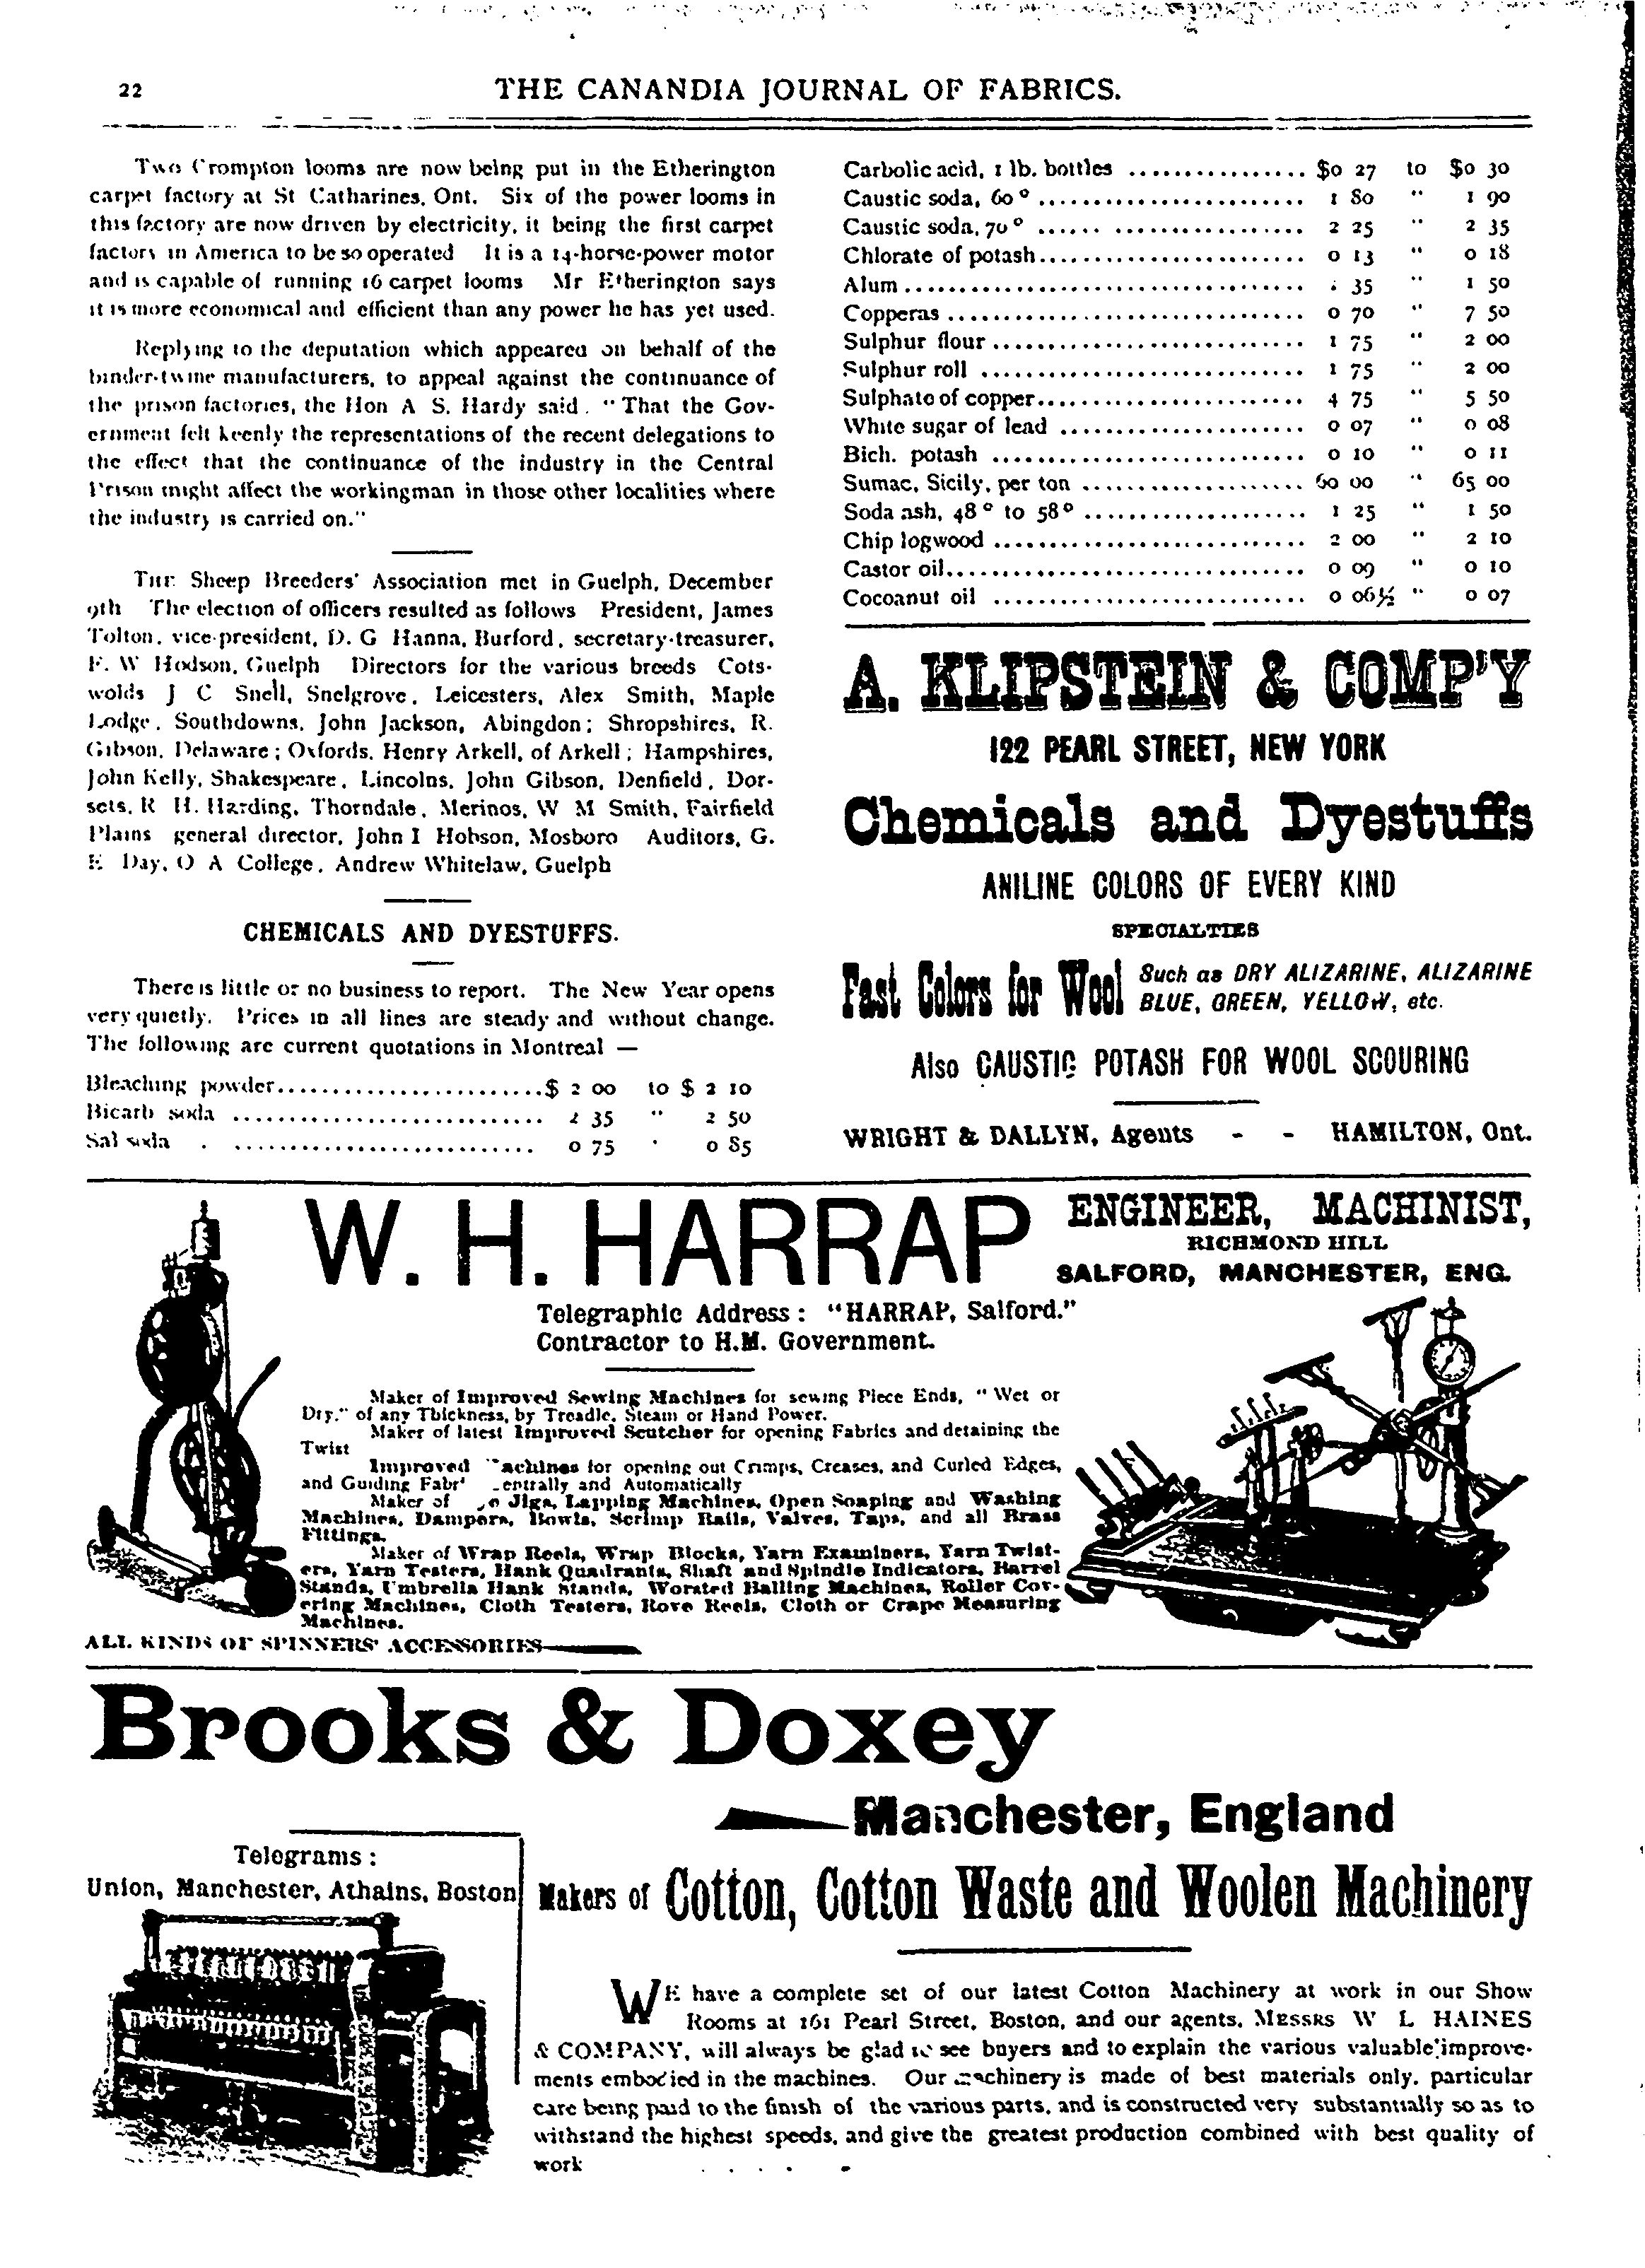 22
THE CANANDIA JOURNAL OF FABRICS.
Two Crompton looms are now being put in the Etherington
carpet factory at St Catharines, Ont. Six of the power looms in
this factory are now driven by electricity, it being the first carpet
factory in America to be so operated It is a 14-horse-power motor
and is capable of running 16 carpet looms Mr Etherington says
it is more economical and efficient than any power he has yet used.
Replying to the deputation which appeared on behalf of the
binder-twine manufacturers, to appeal against the continuance of
the prison factories, the Hon A S. Hardy said. "That the Gov-
ernment felt keenly the representations of the recent delegations to
the effect that the continuance of the industry in the Central
Prison might affect the workingman in those other localities where
the industry is carried on."
THE Sheep Breeders' Association met in Guelph, December
9th The election of officers resulted as follows President, James
Tolton, vice-president, D. G Hanna, Burford, secretary-treasurer,
F. W Hodson, Guelph Directors for the various breeds Cots-
wolds J C Snell, Snelgrove, Leicesters, Alex Smith, Maple
Lodge, Southdowns, John Jackson, Abingdon; Shropshires, R.
Gibson, Delaware; Oxfords, Henry Arkell, of Arkell; Hampshires,
John Kelly, Shakespeare, Lincolns, John Gibson, Denfield, Dor-
sets, R H. Harding, Thorndale, Merinos, W M Smith, Fairfield
Plains general director, John I Hobson, Mosboro Auditors, G.
E Day, O A College, Andrew Whitelaw, Guelph
CHEMICALS AND DYESTUFFS.
There is little or no business to report. The New Year opens
very quietly. Prices in all lines are steady and without change.
The following are current quotations in Montreal —
Bleaching powder..........................$ 2 00 to $ 2 10
Bicarb soda .............................. 2 35 " 2 50
Sal soda . ............................. 0 75 " 0 85
Carbolic acid, 1 lb. bottles ................ $0 27 to $0 30
Caustic soda, 60° ........................ 1 80 " 1 90
Caustic soda, 70° ...... ................. 2 25 " 2 35
Chlorate of potash........................ 0 13 " 0 18
Alum .................................... 35 " 1 50
Copperas ................................ 0 70 " 7 50
Sulphur flour ............................ 1 75 " 2 00
Sulphur roll ............................. 1 75 " 2 00
Sulphate of copper........................ 4 75 " 5 50
White sugar of lead ...................... 0 07 " 0 08
Bich. potash ............................ 0 10 " 0 11
Sumac, Sicily, per ton .................... 60 00 " 65 00
Soda ash, 48° to 58° .................... 1 25 " 1 50
Chip logwood ............................ 2 00 " 2 10
Castor oil................................ 0 09 " 0 10
Cocoanut oil ............................ 0 06½ " 0 07
A. KLIPSTEIN & COMP'Y
122 PEARL STREET, NEW YORK
Chemicals and Dyestuffs
ANILINE COLORS OF EVERY KIND
SPECIALTIES
Fast Colors for Wool Such as DRY ALIZARINE, ALIZARINE
BLUE, GREEN, YELLOW, etc.
Also CAUSTIC POTASH FOR WOOL SCOURING
WRIGHT & DALLYN, Agents - - HAMILTON, Ont.
W. H. HARRAP
ENGINEER, MACHINIST,
RICHMOND HILL
SALFORD, MANCHESTER, ENG.
Telegraphic Address: "HARRAP, Salford."
Contractor to H.M. Government.
Maker of Improved Sewing Machines for sewing Piece Ends, "Wet or
Dry," of any Thickness, by Treadle, Steam or Hand Power.
Maker of latest Improved Scutcher for opening Fabrics and detaining the
Twist
Improved Machines for opening out Crimps, Creases, and Curled Edges,
and Guiding Centrally and Automatically
Maker of Jigs, Lapping Machines, Open Soaping and Washing
Machines, Dampers, Bowls, Scrimp Rails, Valves, Taps, and all Brass
Fittings.
Maker of Wrap Reels, Wrap Blocks, Yarn Examiners, Yarn Twist-
ers, Yarn Testers, Hank Quadrants, Shaft and Spindle Indicators, Barrel
Stands, Umbrella Hank Stands, Worsted Balling Machines, Roller Cov-
ering Machines, Cloth Testers, Rove Reels, Cloth or Crape Measuring
Machines.
ALL KINDS OF SPINNERS' ACCESSORIES
Brooks & Doxey
Manchester, England
Telegrams:
Union, Manchester, Athains, Boston
Makers of Cotton, Cotton Waste and Woolen Machinery
WE have a complete set of our latest Cotton Machinery at work in our Show
Rooms at 161 Pearl Street, Boston, and our agents, MESSRS W L HAINES
& COMPANY, will always be glad to see buyers and to explain the various valuable improve-
ments embodied in the machines. Our machinery is made of best materials only, particular
care being paid to the finish of the various parts, and is constructed very substantially so as to
withstand the highest speeds, and give the greatest production combined with best quality of
work